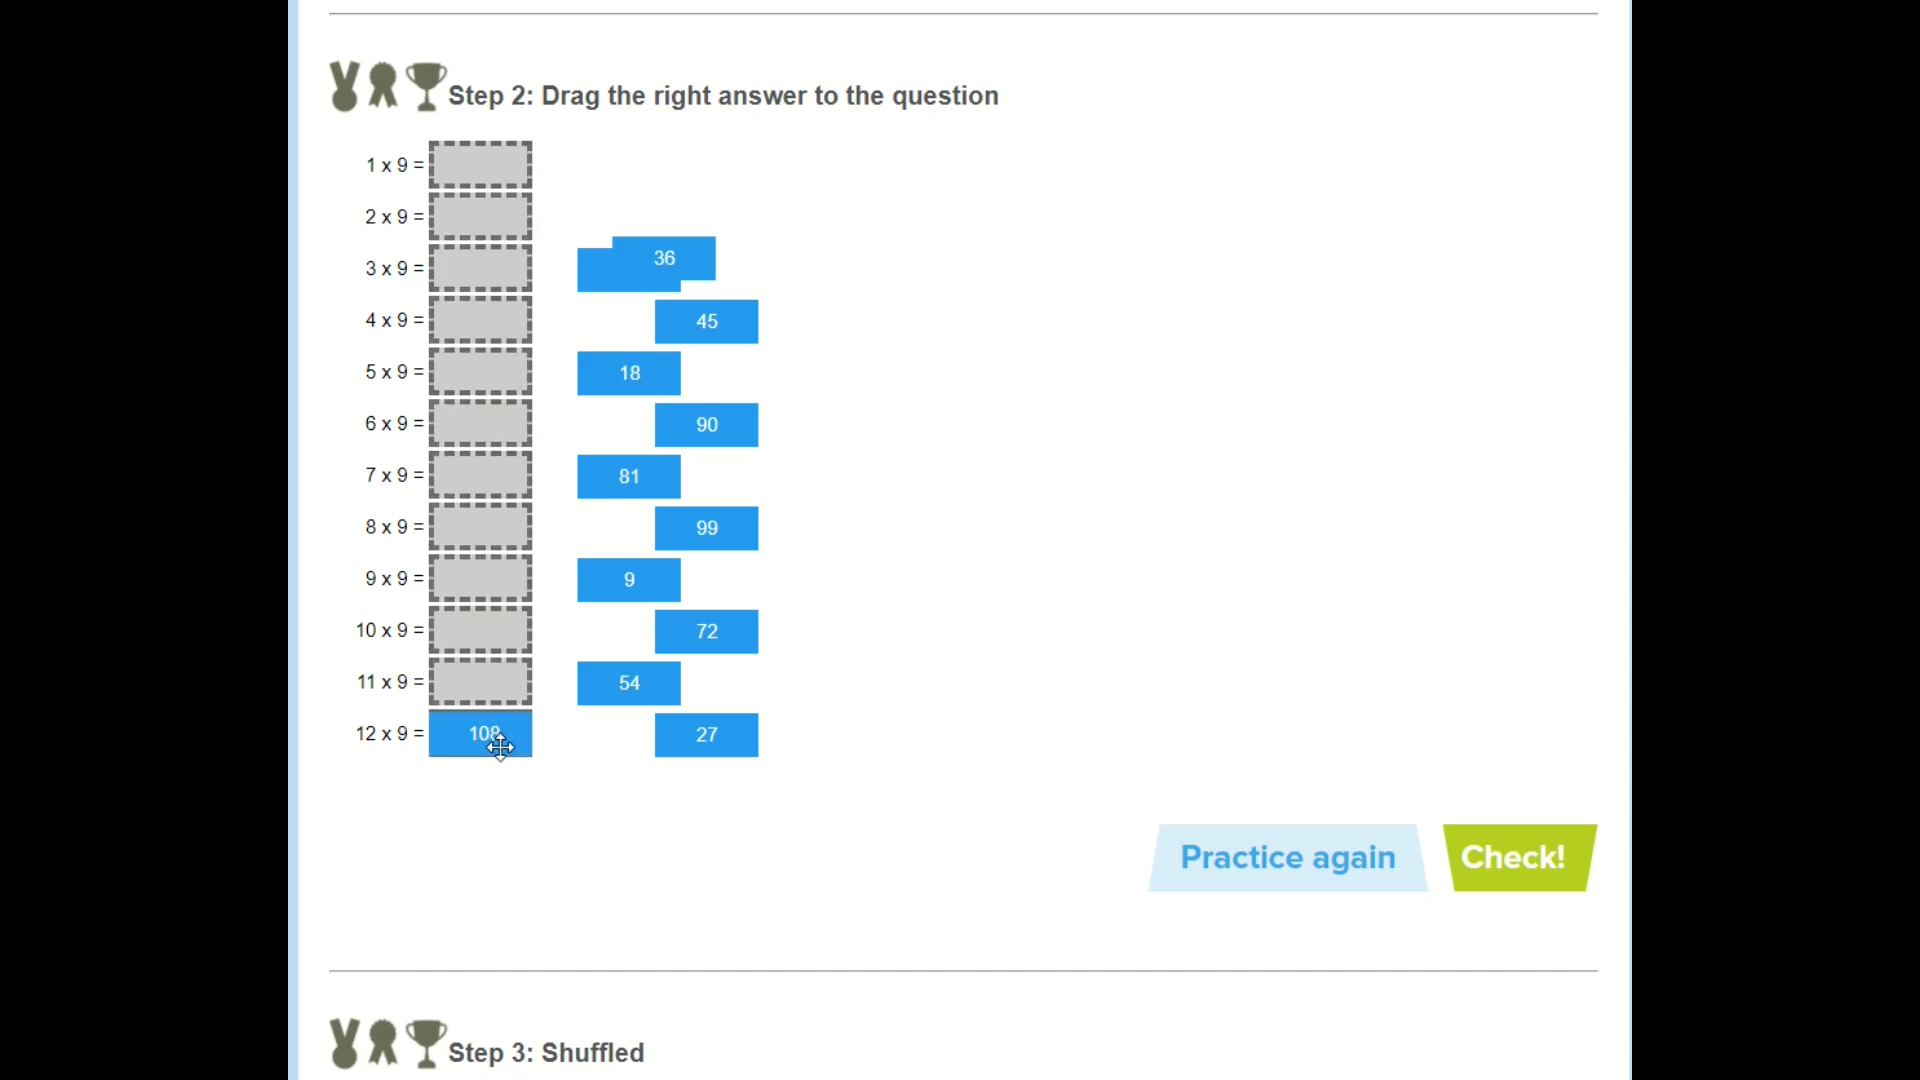 Step 2: Drag the right answer to the question
1 x 9 =
2 x 9 =
36
3 x 9 =
4 x 9 = 45
5 x 9 = 18
6 x 9 = 90
7 x 9 = 81
8 x 9 = 99
9 x 9 = 9
10 x 9 = 72
11 x 9 = 54
12 x 9 = 108 27
Practice again Check!
Step 3: Shuffled